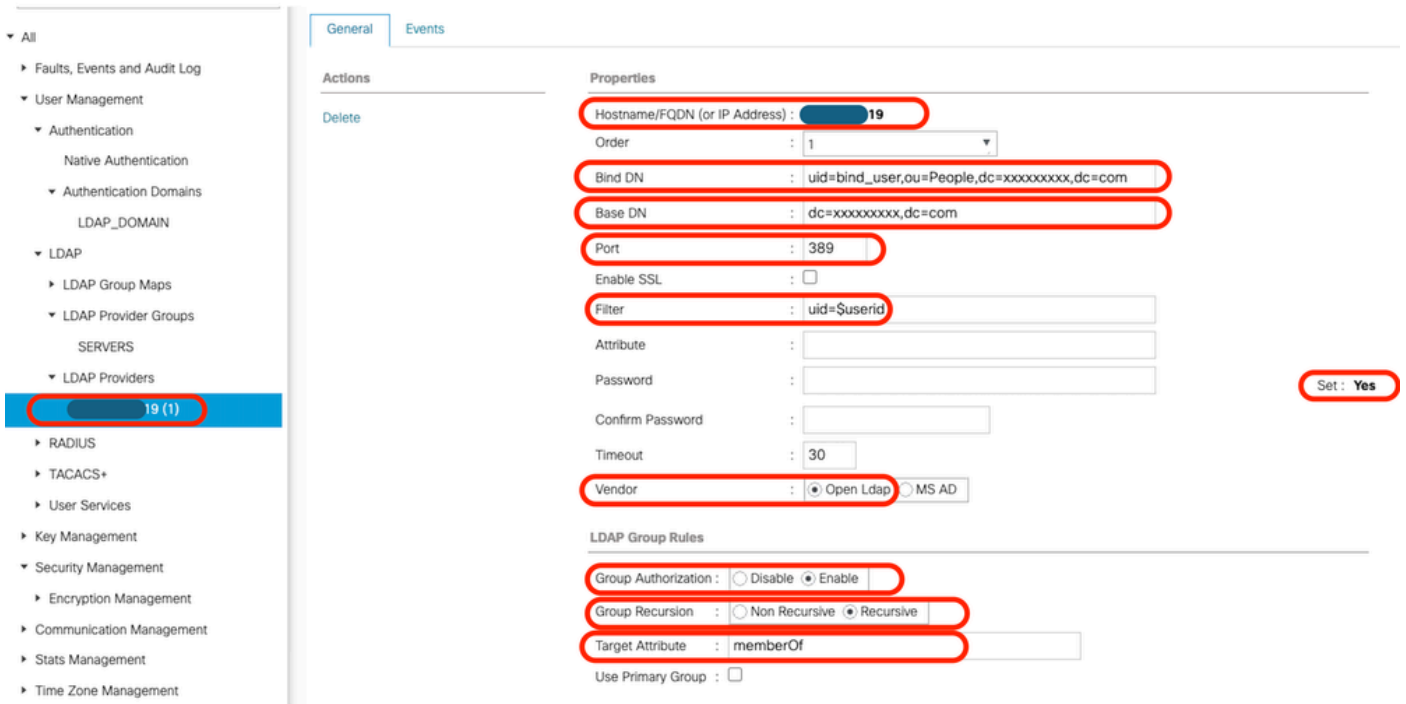 All
Faults, Events and Audit Log
User Management
Authentication
Native Authentication
Authentication Domains
LDAP_DOMAIN
LDAP
LDAP Group Maps
LDAP Provider Groups
SERVERS
LDAP Providers
19 (1)
RADIUS
TACACS+
User Services
Key Management
Security Management
Encryption Management
Communication Management
Stats Management
Time Zone Management
General Events
Actions
Delete
Properties
Hostname/FQDN (or IP Address) : 19
Order : 1
Bind DN : uid=bind_user,ou=People,dc=xxxxxxxxx,dc=com
Base DN : dc=xxxxxxxxx,dc=com
Port : 389
Enable SSL :
Filter : uid=$userid
Attribute :
Password : Set : Yes
Confirm Password :
Timeout : 30
Vendor : Open Ldap MS AD
LDAP Group Rules
Group Authorization : Disable Enable
Group Recursion : Non Recursive Recursive
Target Attribute : memberOf
Use Primary Group :